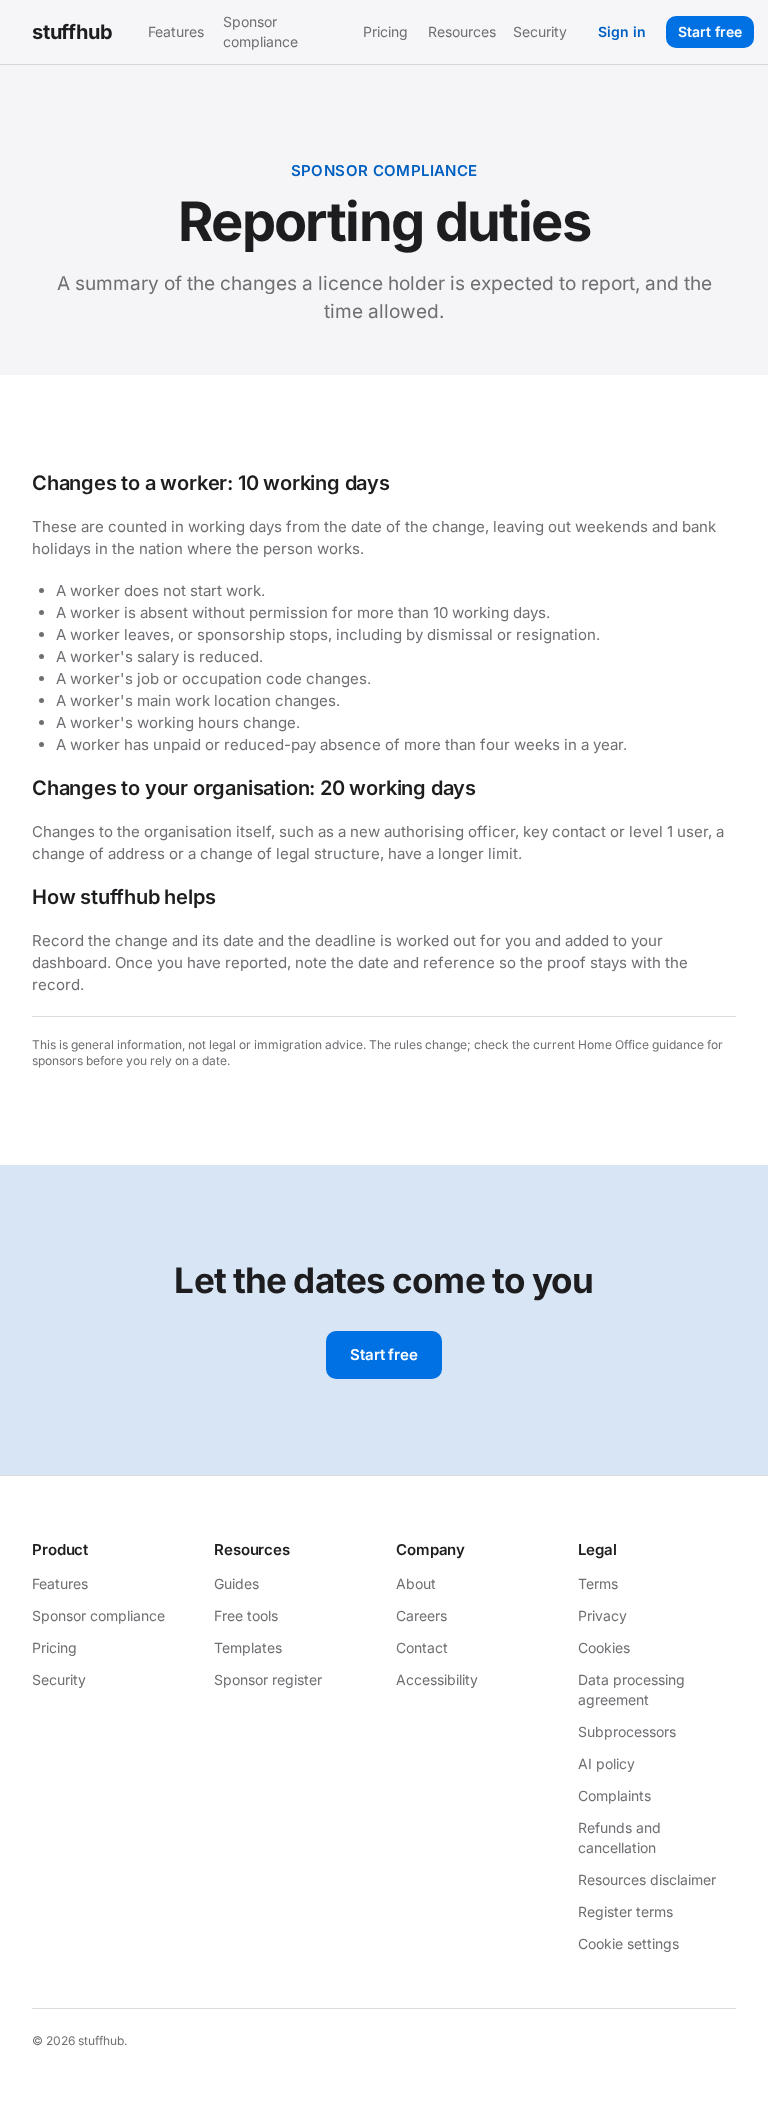 stuffhub
Features
Sponsor
compliance
Pricing
Resources
Security
Sign in
Start free
SPONSOR COMPLIANCE
Reporting duties
A summary of the changes a licence holder is expected to report, and the
time allowed.
Changes to a worker: 10 working days
These are counted in working days from the date of the change, leaving out weekends and bank
holidays in the nation where the person works.
• A worker does not start work.
• A worker is absent without permission for more than 10 working days.
• A worker leaves, or sponsorship stops, including by dismissal or resignation.
• A worker's salary is reduced.
• A worker's job or occupation code changes.
• A worker's main work location changes.
• A worker's working hours change.
• A worker has unpaid or reduced-pay absence of more than four weeks in a year.
Changes to your organisation: 20 working days
Changes to the organisation itself, such as a new authorising officer, key contact or level 1 user, a
change of address or a change of legal structure, have a longer limit.
How stuffhub helps
Record the change and its date and the deadline is worked out for you and added to your
dashboard. Once you have reported, note the date and reference so the proof stays with the
record.
This is general information, not legal or immigration advice. The rules change; check the current Home Office guidance for
sponsors before you rely on a date.
Let the dates come to you
Start free
Product
Features
Sponsor compliance
Pricing
Security
Resources
Guides
Free tools
Templates
Sponsor register
Company
About
Careers
Contact
Accessibility
Legal
Terms
Privacy
Cookies
Data processing
agreement
Subprocessors
AI policy
Complaints
Refunds and
cancellation
Resources disclaimer
Register terms
Cookie settings
© 2026 stuffhub.